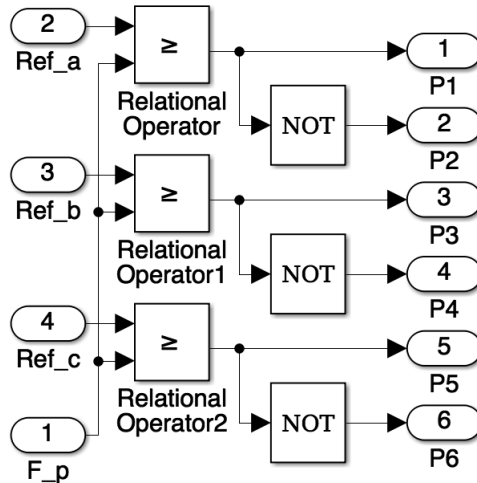 2
Ref_a
≥
Relational
Operator
1
P1
NOT
2
P2
3
Ref_b
≥
Relational
Operator1
3
P3
NOT
4
P4
4
Ref_c
≥
Relational
Operator2
5
P5
1
F_p
NOT
6
P6